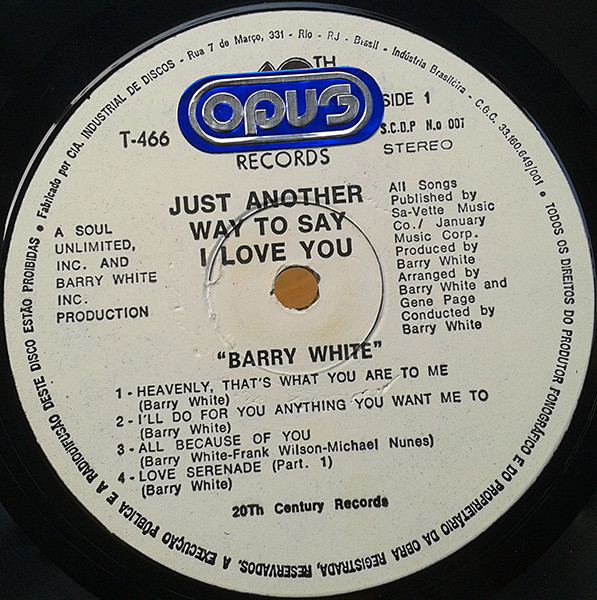 • Fabricado por CIA. INDUSTRIAL DE DISCOS - Rua 7 de Março, 331 - Rio - RJ - Brasil - Indústria Brasileira - C.G.C. 33.160.649/001 •
TODOS OS DIREITOS DO PRODUTOR FONOGRÁFICO E DO PROPRIETÁRIO DA OBRA REGISTRADA, RESERVADOS. A EXECUÇÃO PÚBLICA E A RADIODIFUSÃO DESTE DISCO ESTÃO PROIBIDAS
TH
OPUS
RECORDS
T-466
SIDE 1
S.C.D.P N.o 007
STEREO
JUST ANOTHER
WAY TO SAY
I LOVE YOU
A SOUL
UNLIMITED,
INC. AND
BARRY WHITE
INC.
PRODUCTION
All Songs
Published by
Sa-Vette Music
Co./ January
Music Corp.
Produced by
Barry White
Arranged by
Barry White and
Gene Page
Conducted by
Barry White
"BARRY WHITE"
1 - HEAVENLY, THAT'S WHAT YOU ARE TO ME
(Barry White)
2 - I'LL DO FOR YOU ANYTHING YOU WANT ME TO
(Barry White)
3 - ALL BECAUSE OF YOU
(Barry White-Frank Wilson-Michael Nunes)
4 - LOVE SERENADE (Part. 1)
(Barry White)
20Th Century Records